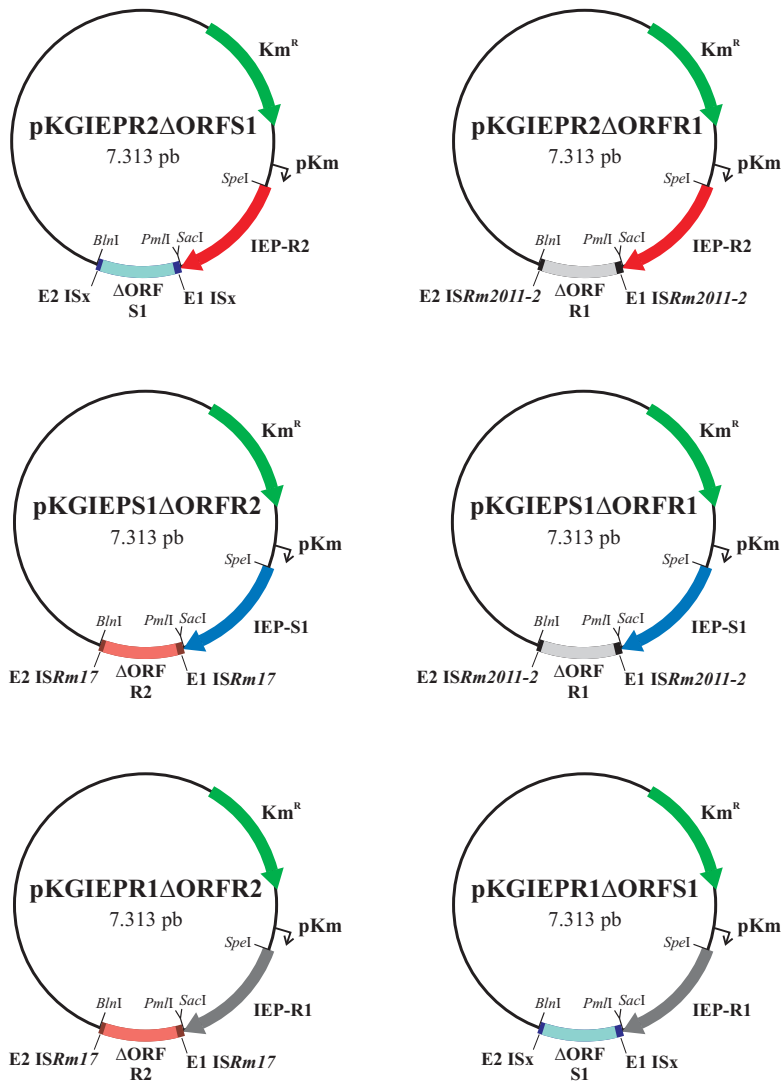 Kmᴿ
pKGIEPR2ΔORFS1
7.313 pb
pKm
SpeI
IEP-R2
BlnI
PmlI
SacI
E2 ISx
ΔORF
S1
E1 ISx
Kmᴿ
pKGIEPR2ΔORFR1
7.313 pb
pKm
SpeI
IEP-R2
BlnI
PmlI
SacI
E2 ISRm2011-2
ΔORF
R1
E1 ISRm2011-2
Kmᴿ
pKGIEPS1ΔORFR2
7.313 pb
pKm
SpeI
IEP-S1
BlnI
PmlI
SacI
E2 ISRm17
ΔORF
R2
E1 ISRm17
Kmᴿ
pKGIEPS1ΔORFR1
7.313 pb
pKm
SpeI
IEP-S1
BlnI
PmlI
SacI
E2 ISRm2011-2
ΔORF
R1
E1 ISRm2011-2
Kmᴿ
pKGIEPR1ΔORFR2
7.313 pb
pKm
SpeI
IEP-R1
BlnI
PmlI
SacI
E2 ISRm17
ΔORF
R2
E1 ISRm17
Kmᴿ
pKGIEPR1ΔORFS1
7.313 pb
pKm
SpeI
IEP-R1
BlnI
PmlI
SacI
E2 ISx
ΔORF
S1
E1 ISx